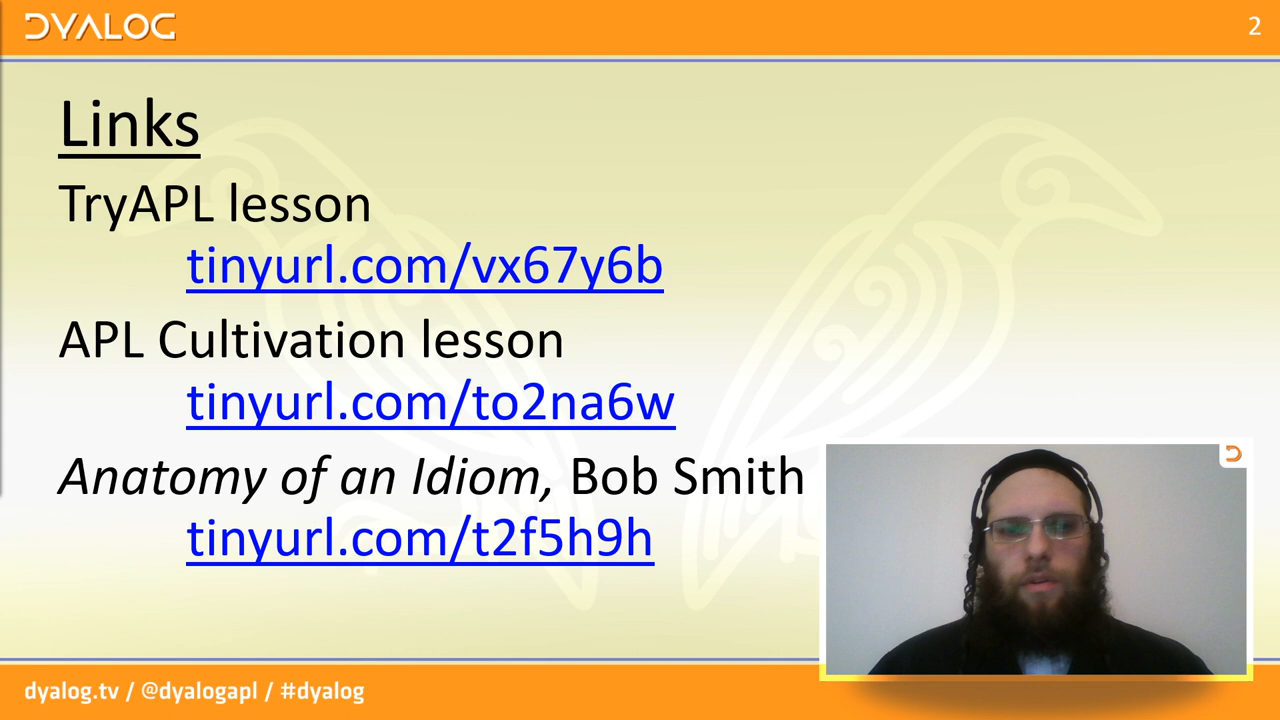 DYALOG
2
Links
TryAPL lesson
tinyurl.com/vx67y6b
APL Cultivation lesson
tinyurl.com/to2na6w
Anatomy of an Idiom, Bob Smith
tinyurl.com/t2f5h9h
dyalog.tv / @dyalogapl / #dyalog